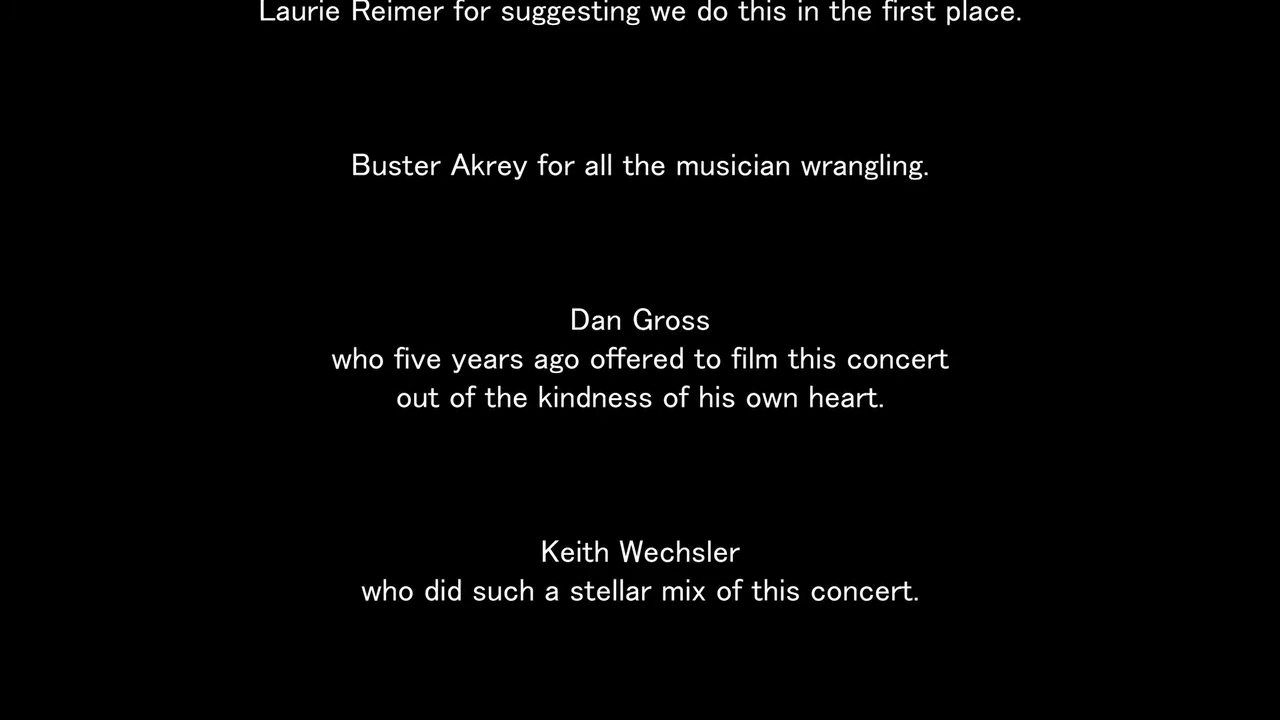 Laurie Reimer for suggesting we do this in the first place.
Buster Akrey for all the musician wrangling.
Dan Gross
who five years ago offered to film this concert
out of the kindness of his own heart.
Keith Wechsler
who did such a stellar mix of this concert.